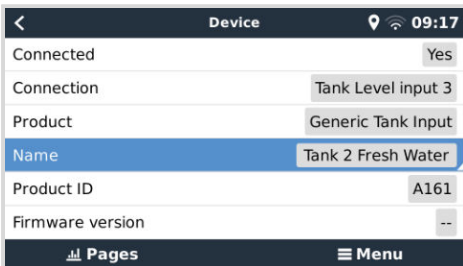 Device 09:17
Connected Yes
Connection Tank Level input 3
Product Generic Tank Input
Name Tank 2 Fresh Water
Product ID A161
Firmware version --
Pages Menu